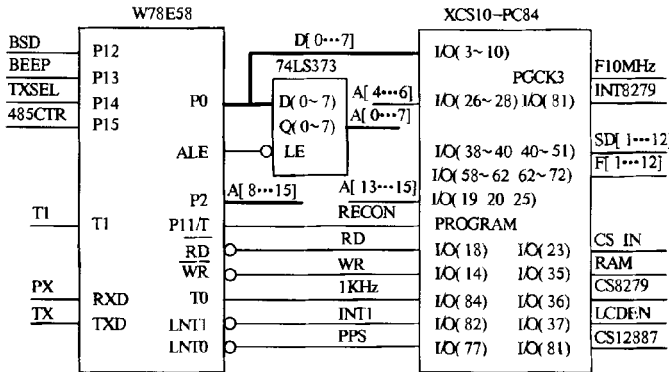 W78E58
XCS10-PC84
BSD
P12
BEEP
P13
TXSEL
P14
485CTR
P15
P0
ALE
P2
A[ 8···15]
T1
T1
P11/T
RD
WR
PX
RXD
T0
TX
TXD
LNT1
LNT0
D[ 0···7]
74LS373
D(0~7)
Q(0~7)
LE
A[ 4···6]
A[ 0···7]
A[ 13···15]
RECON
RD
WR
1KHz
INT1
PPS
I/O( 3~10)
PGCK3
I/O( 26~28) I/O( 81)
I/O( 38~40 40~51)
I/O( 58~62 62~72)
I/O( 19 20 25)
PROGRAM
I/O( 18) I/O( 23)
I/O( 14) I/O( 35)
I/O( 84) I/O( 36)
I/O( 82) I/O( 37)
I/O( 77) I/O( 81)
F10MHz
INT8279
SD[ 1···12]
F[ 1···12]
CS IN
RAM
CS8279
LCDEN
CS12887